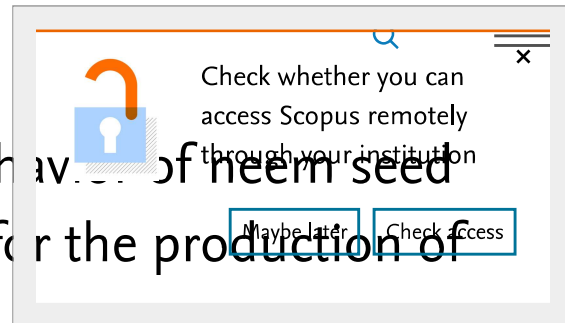 Check whether you can
access Scopus remotely
through your institution
havior of neem seed
Maybe later
Check access
for the production of